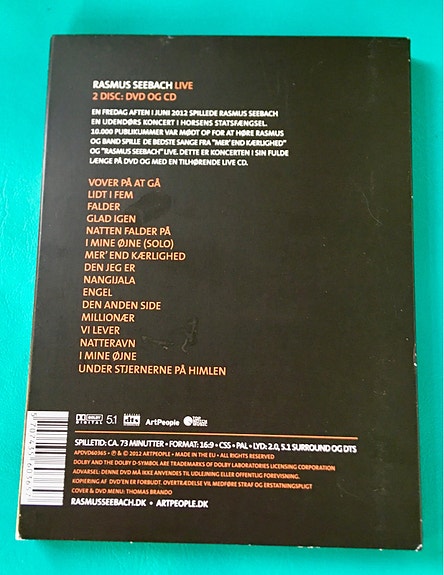 RASMUS SEEBACH LIVE
2 DISC: DVD OG CD
EN FREDAG AFTEN I JUNI 2012 SPILLEDE RASMUS SEEBACH
EN UDENDØRS KONCERT I HORSENS STATSFÆNGSEL.
10.000 PUBLIKUMMER VAR MØDT OP FOR AT HØRE RASMUS
OG BAND SPILLE DE BEDSTE SANGE FRA "MER' END KÆRLIGHED"
OG "RASMUS SEEBACH" LIVE. DETTE ER KONCERTEN I SIN FULDE
LÆNGE PÅ DVD OG MED EN TILHØRENDE LIVE CD.
VOVER PÅ AT GÅ
LIDT I FEM
FALDER
GLAD IGEN
NATTEN FALDER PÅ
I MINE ØJNE (SOLO)
MER' END KÆRLIGHED
DEN JEG ER
NANGIJALA
ENGEL
DEN ANDEN SIDE
MILLIONÆR
VI LEVER
NATTERAVN
I MINE ØJNE
UNDER STJERNERNE PÅ HIMLEN
DOLBY DIGITAL 5.1 dts ArtPeople
SPILLETID: CA. 73 MINUTTER • FORMAT: 16:9 • CSS • PAL • LYD: 2.0, 5.1 SURROUND OG DTS
APDVD60365 • ℗ & © 2012 ARTPEOPLE • MADE IN THE EU • ALL RIGHTS RESERVED
DOLBY AND THE DOUBLE D-SYMBOL ARE TRADEMARKS OF DOLBY LABORATORIES LICENSING CORPORATION
ADVARSEL: DENNE DVD MÅ IKKE ANVENDES TIL UDLEJNING ELLER OFFENTLIG FOREVISNING.
KOPIERING AF DVD'EN ER FORBUDT. OVERTRÆDELSE VIL MEDFØRE STRAF OG ERSTATNINGSPLIGT
COVER & DVD MENU: THOMAS BRANDO
RASMUSSEEBACH.DK • ARTPEOPLE.DK